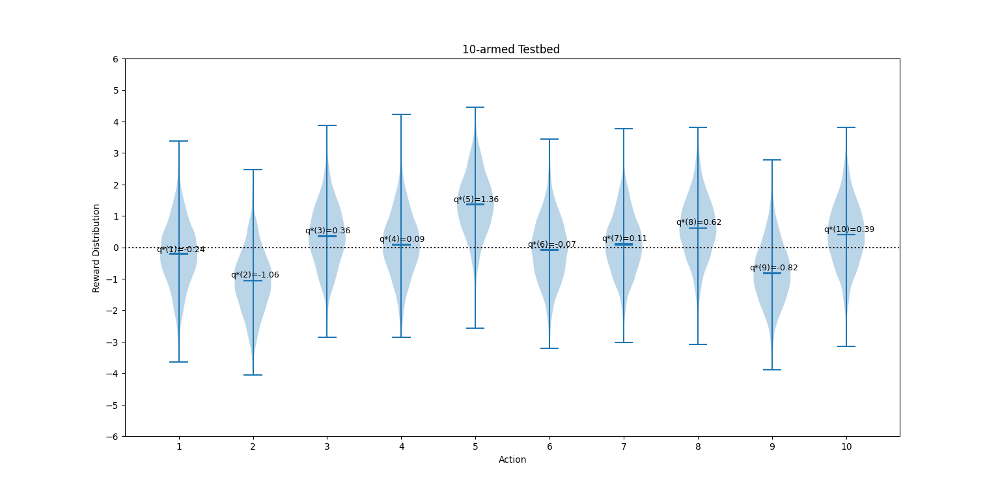 10-armed Testbed
6
5
4
3
2
1
0
−1
−2
−3
−4
−5
−6
Reward Distribution
q*(1)=-0.24
q*(2)=-1.06
q*(3)=0.36
q*(4)=0.09
q*(5)=1.36
q*(6)=-0.07
q*(7)=0.11
q*(8)=0.62
q*(9)=-0.82
q*(10)=0.39
1 2 3 4 5 6 7 8 9 10
Action